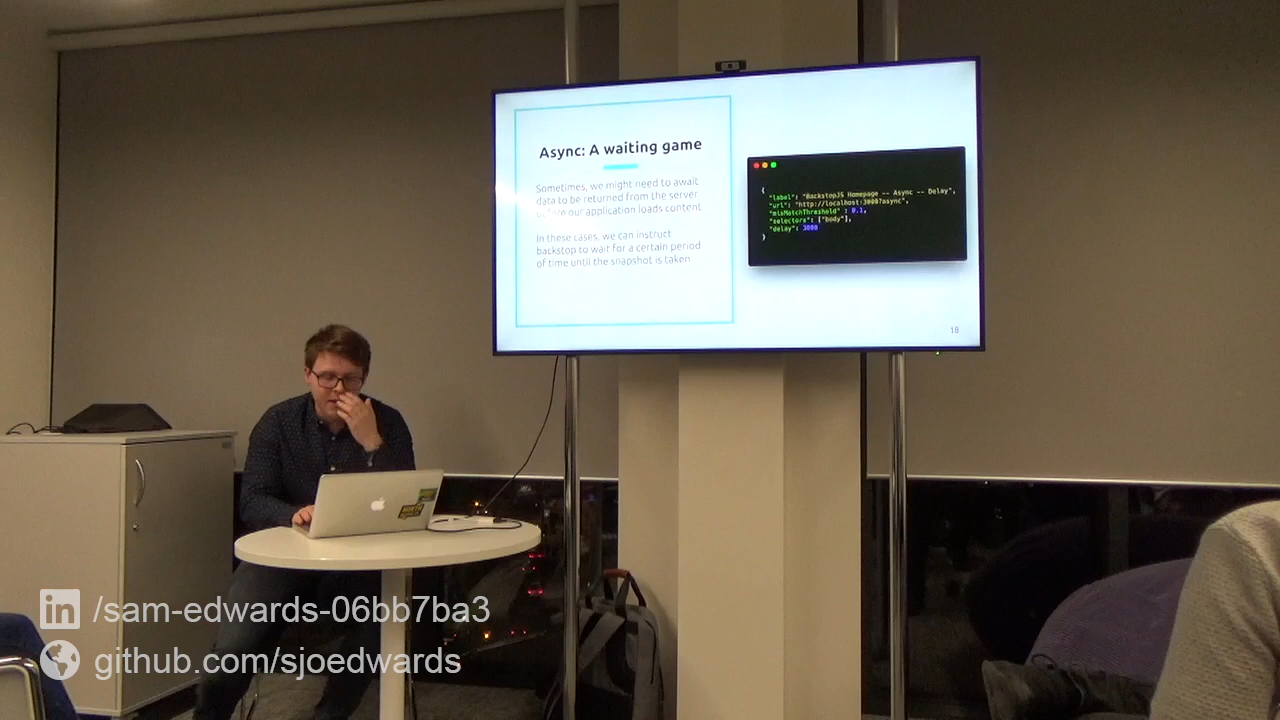 Async: A waiting game
Sometimes, we might need to await
data to be returned from the server
before our application loads content
In these cases, we can instruct
backstop to wait for a certain period
of time until the snapshot is taken
{
"label": "BackstopJS Homepage -- Async -- Delay",
"url": "http://localhost:3000?async",
"misMatchThreshold" : 0.1,
"selectors": ["body"],
"delay": 3000
}
18
in /sam-edwards-06bb7ba3
github.com/sjoedwards